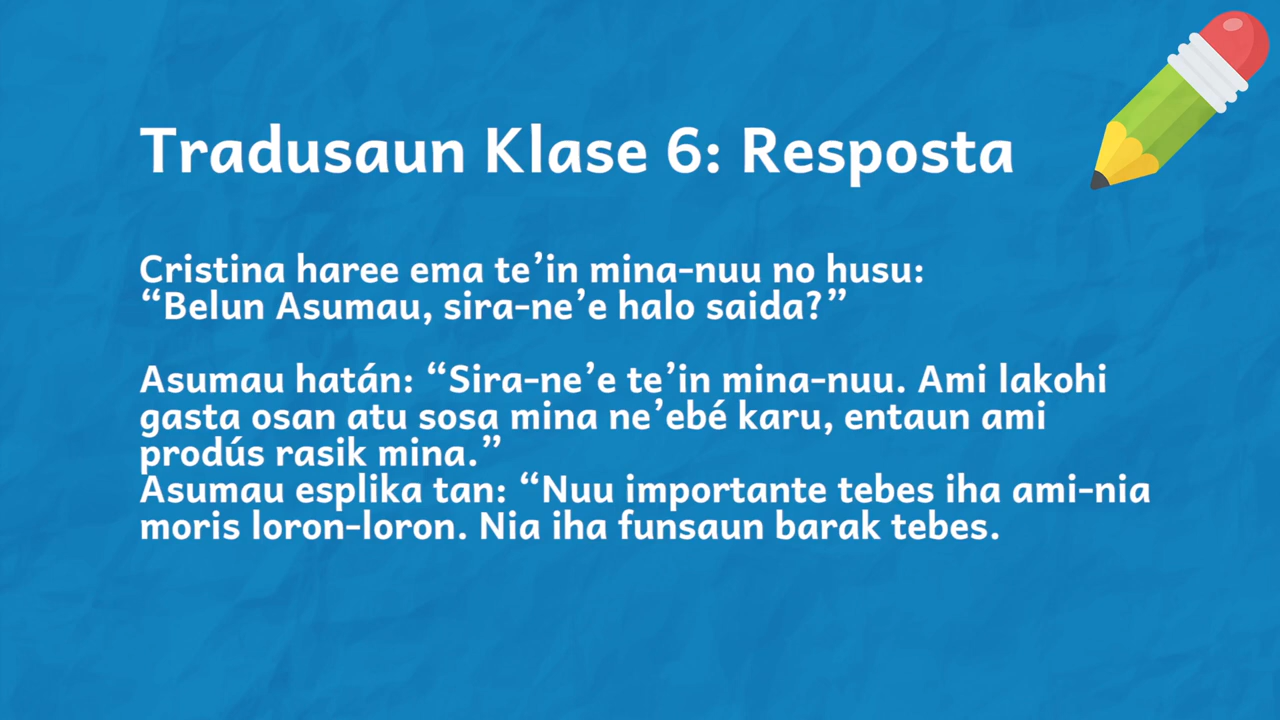 Tradusaun Klase 6: Resposta
Cristina haree ema te’in mina-nuu no husu:
“Belun Asumau, sira-ne’e halo saida?”
Asumau hatán: “Sira-ne’e te’in mina-nuu. Ami lakohi
gasta osan atu sosa mina ne’ebé karu, entaun ami
prodús rasik mina.”
Asumau esplika tan: “Nuu importante tebes iha ami-nia
moris loron-loron. Nia iha funsaun barak tebes.